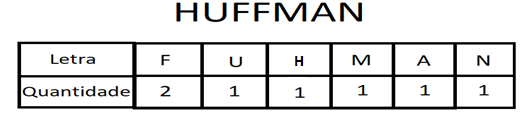 HUFFMAN
Letra F U H M A N
Quantidade 2 1 1 1 1 1